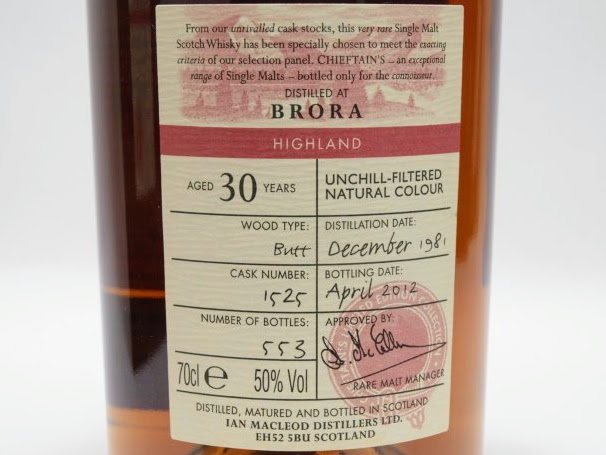 From our unrivalled cask stocks, this very rare Single Malt
Scotch Whisky has been specially chosen to meet the exacting
criteria of our selection panel. CHIEFTAIN'S – an exceptional
range of Single Malts – bottled only for the connoisseur.
DISTILLED AT
BRORA
HIGHLAND
AGED 30 YEARS
UNCHILL-FILTERED
NATURAL COLOUR
WOOD TYPE:
Butt
DISTILLATION DATE:
December 1981
CASK NUMBER:
1525
BOTTLING DATE:
April 2012
NUMBER OF BOTTLES:
553
APPROVED BY:
RARE MALT MANAGER
70cl e 50% Vol
DISTILLED, MATURED AND BOTTLED IN SCOTLAND
IAN MACLEOD DISTILLERS LTD.
EH52 5BU SCOTLAND